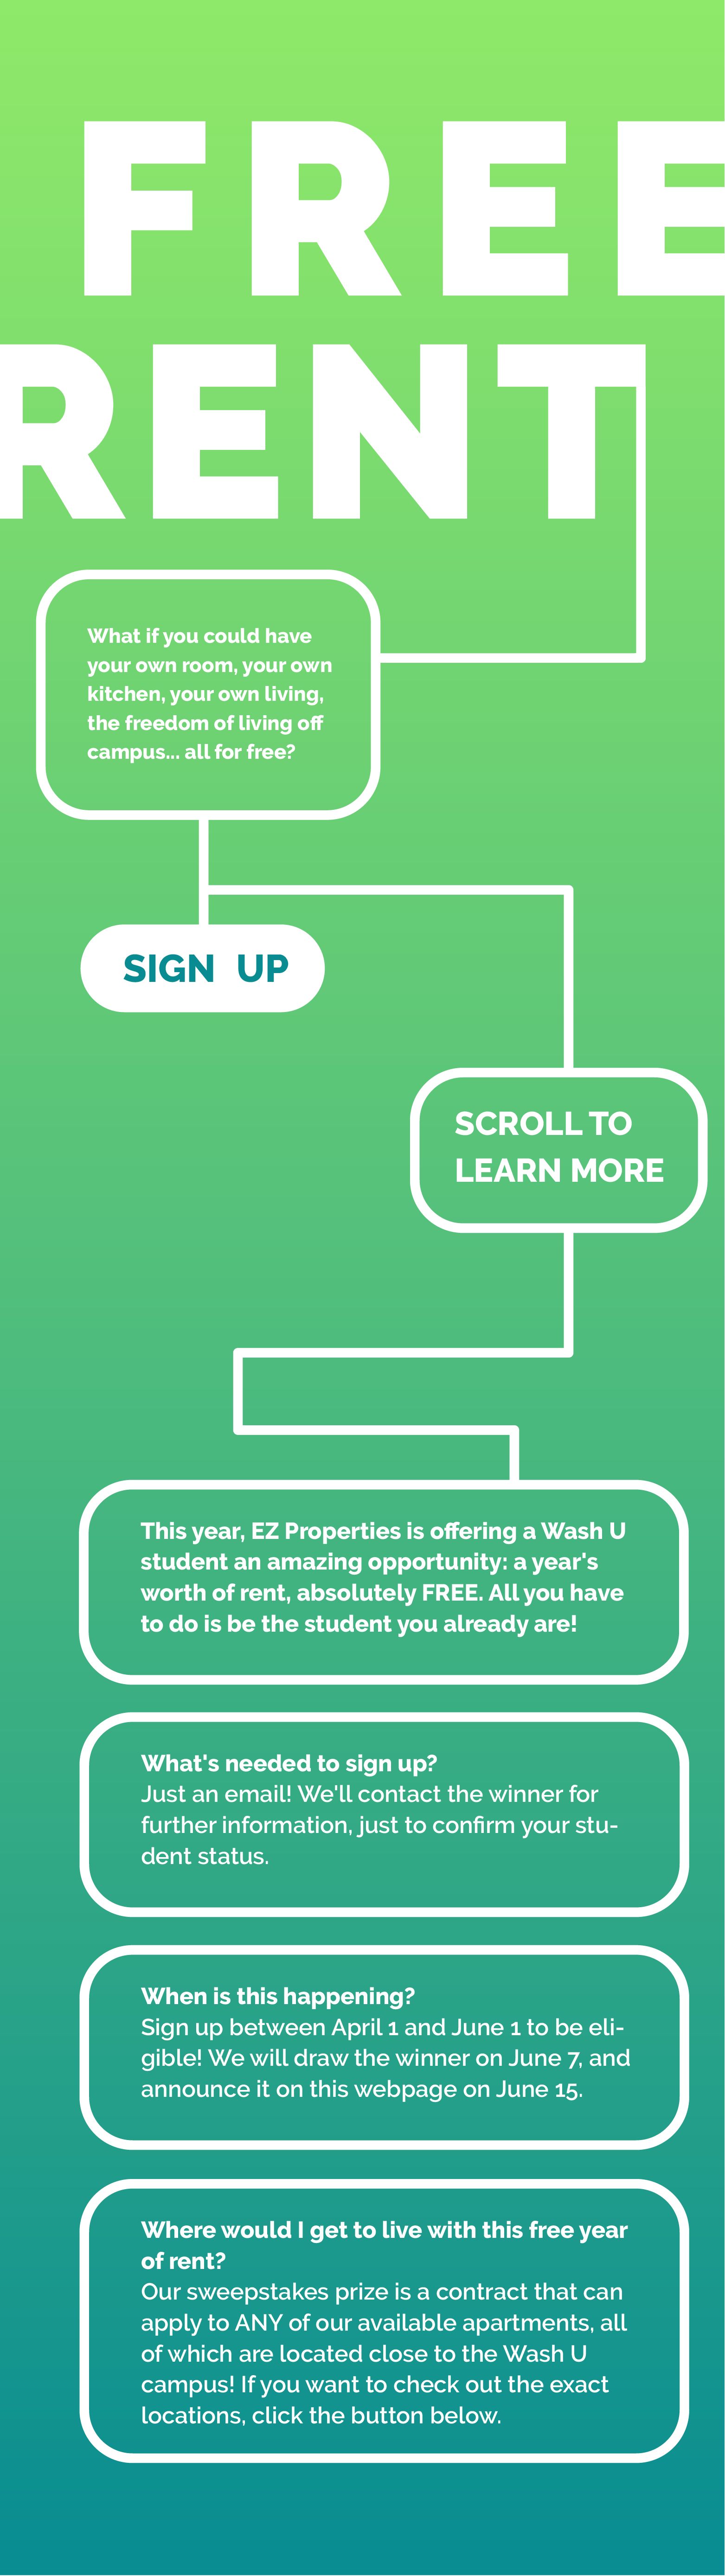 FREE
RENT
What if you could have
your own room, your own
kitchen, your own living,
the freedom of living off
campus... all for free?
SIGN UP
SCROLL TO
LEARN MORE
This year, EZ Properties is offering a Wash U
student an amazing opportunity: a year's
worth of rent, absolutely FREE. All you have
to do is be the student you already are!
What's needed to sign up?
Just an email! We'll contact the winner for
further information, just to confirm your stu-
dent status.
When is this happening?
Sign up between April 1 and June 1 to be eli-
gible! We will draw the winner on June 7, and
announce it on this webpage on June 15.
Where would I get to live with this free year
of rent?
Our sweepstakes prize is a contract that can
apply to ANY of our available apartments, all
of which are located close to the Wash U
campus! If you want to check out the exact
locations, click the button below.